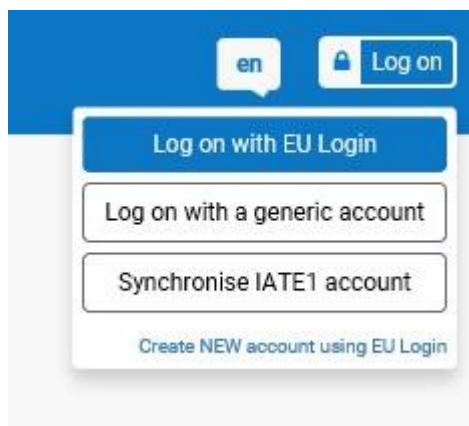 en
Log on
Log on with EU Login
Log on with a generic account
Synchronise IATE1 account
Create NEW account using EU Login